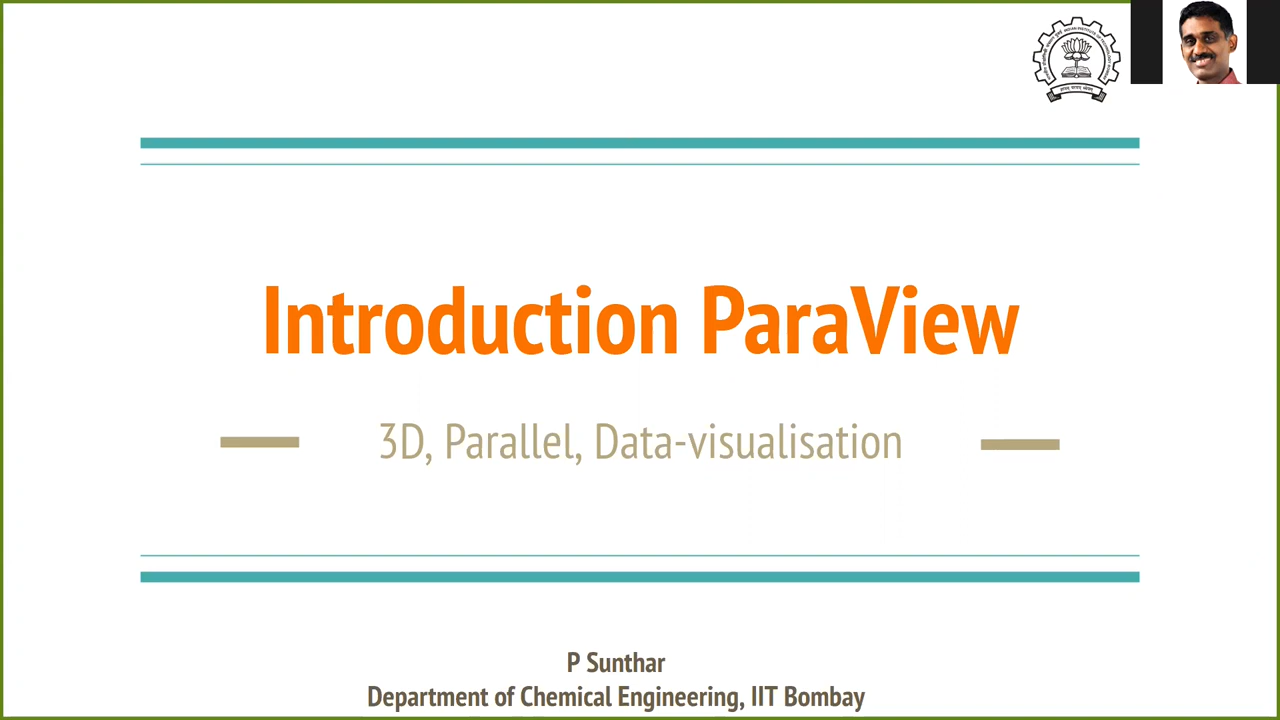 Introduction ParaView
3D, Parallel, Data-visualisation
P Sunthar
Department of Chemical Engineering, IIT Bombay